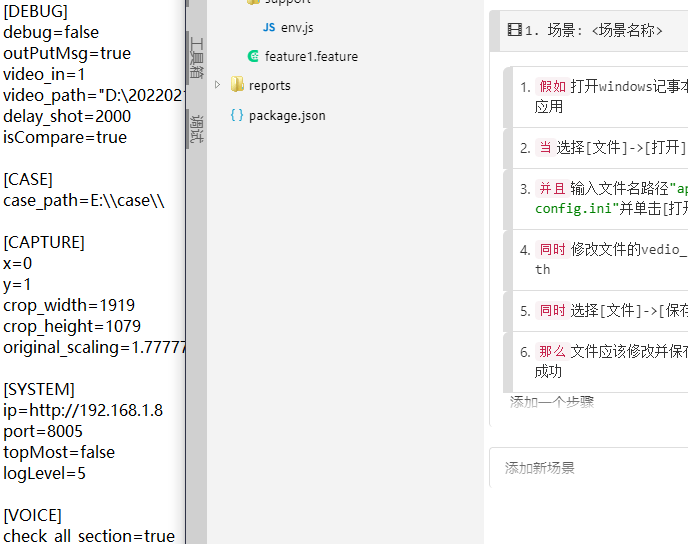 [DEBUG]
debug=false
outPutMsg=true
video_in=1
video_path="D:\202202
delay_shot=2000
isCompare=true
[CASE]
case_path=E:\\case\\
[CAPTURE]
x=0
y=1
crop_width=1919
crop_height=1079
original_scaling=1.77777
[SYSTEM]
ip=http://192.168.1.8
port=8005
topMost=false
logLevel=5
[VOICE]
check_all_section=true
工具箱
调试
support
JS env.js
feature1.feature
reports
{} package.json
1. 场景: <场景名称>
1. 假如 打开windows记事本
应用
2. 当 选择[文件]->[打开]
3. 并且 输入文件名路径"ap
config.ini"并单击[打开
4. 同时 修改文件的vedio_
th
5. 同时 选择[文件]->[保存
6. 那么 文件应该修改并保存
成功
添加一个步骤
添加新场景